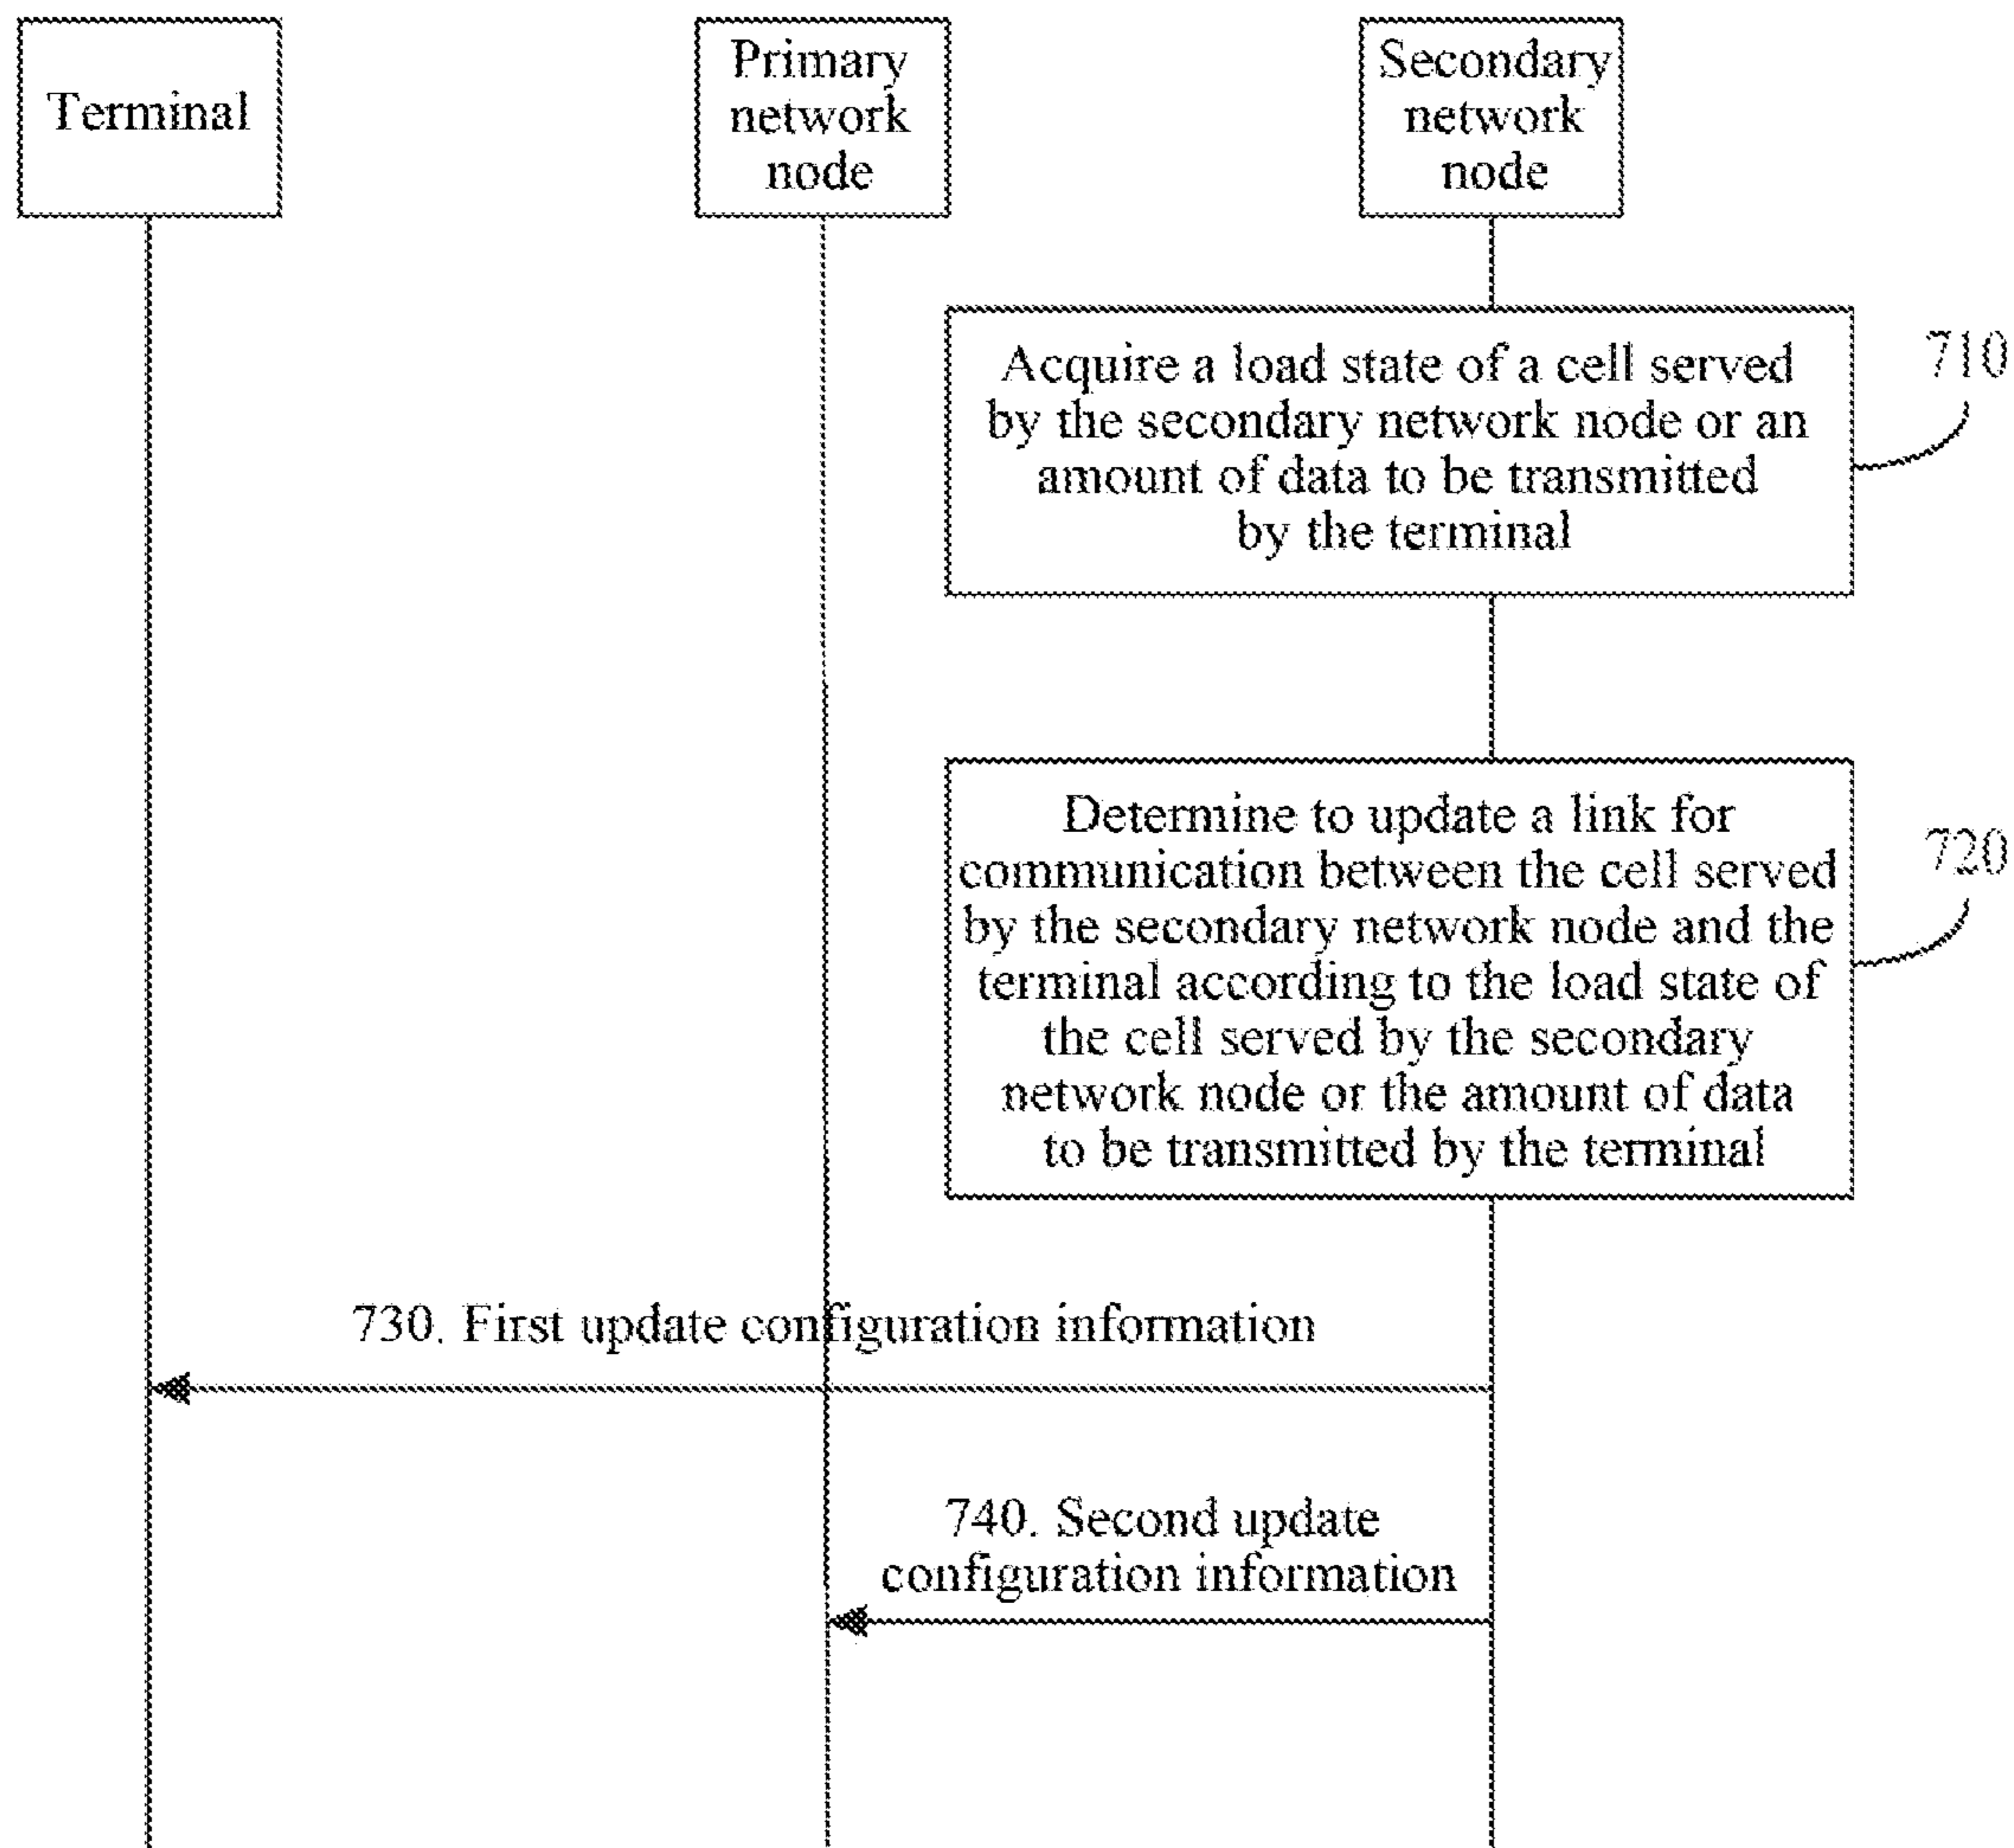 Terminal
Primary
network
node
Secondary
network
node
Acquire a load state of a cell served
by the secondary network node or an
amount of data to be transmitted
by the terminal
710
Determine to update a link for
communication between the cell served
by the secondary network node and the
terminal according to the load state of
the cell served by the secondary
network node or the amount of data
to be transmitted by the terminal
720
730. First update configuration information
740. Second update
configuration information